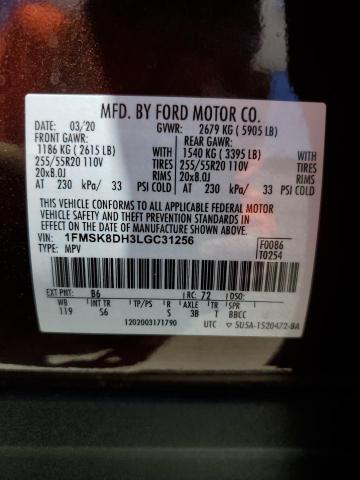 MFD. BY FORD MOTOR CO.
DATE: 03/20 GVWR: 2679 KG ( 5905 LB)
FRONT GAWR: REAR GAWR:
1186 KG ( 2615 LB) WITH 1540 KG ( 3395 LB) WITH
255/55R20 110V TIRES 255/55R20 110V TIRES
20x8.0J RIMS 20x8.0J RIMS
AT 230 kPa/ 33 PSI COLD AT 230 kPa/ 33 PSI COLD
THIS VEHICLE CONFORMS TO ALL APPLICABLE FEDERAL MOTOR
VEHICLE SAFETY AND THEFT PREVENTION STANDARDS IN EFFECT
ON THE DATE OF MANUFACTURE SHOWN ABOVE.
VIN: 1FMSK8DH3LGC31256 F0086
TYPE: MPV T0254
EXT PNT: B6 RC: 72 DSO:
WB INT TR TP/PS R AXLE TR SPR
119 S6 S 3B T BBCC
1202003171790 UTC ▽5U5A-1520472-BA